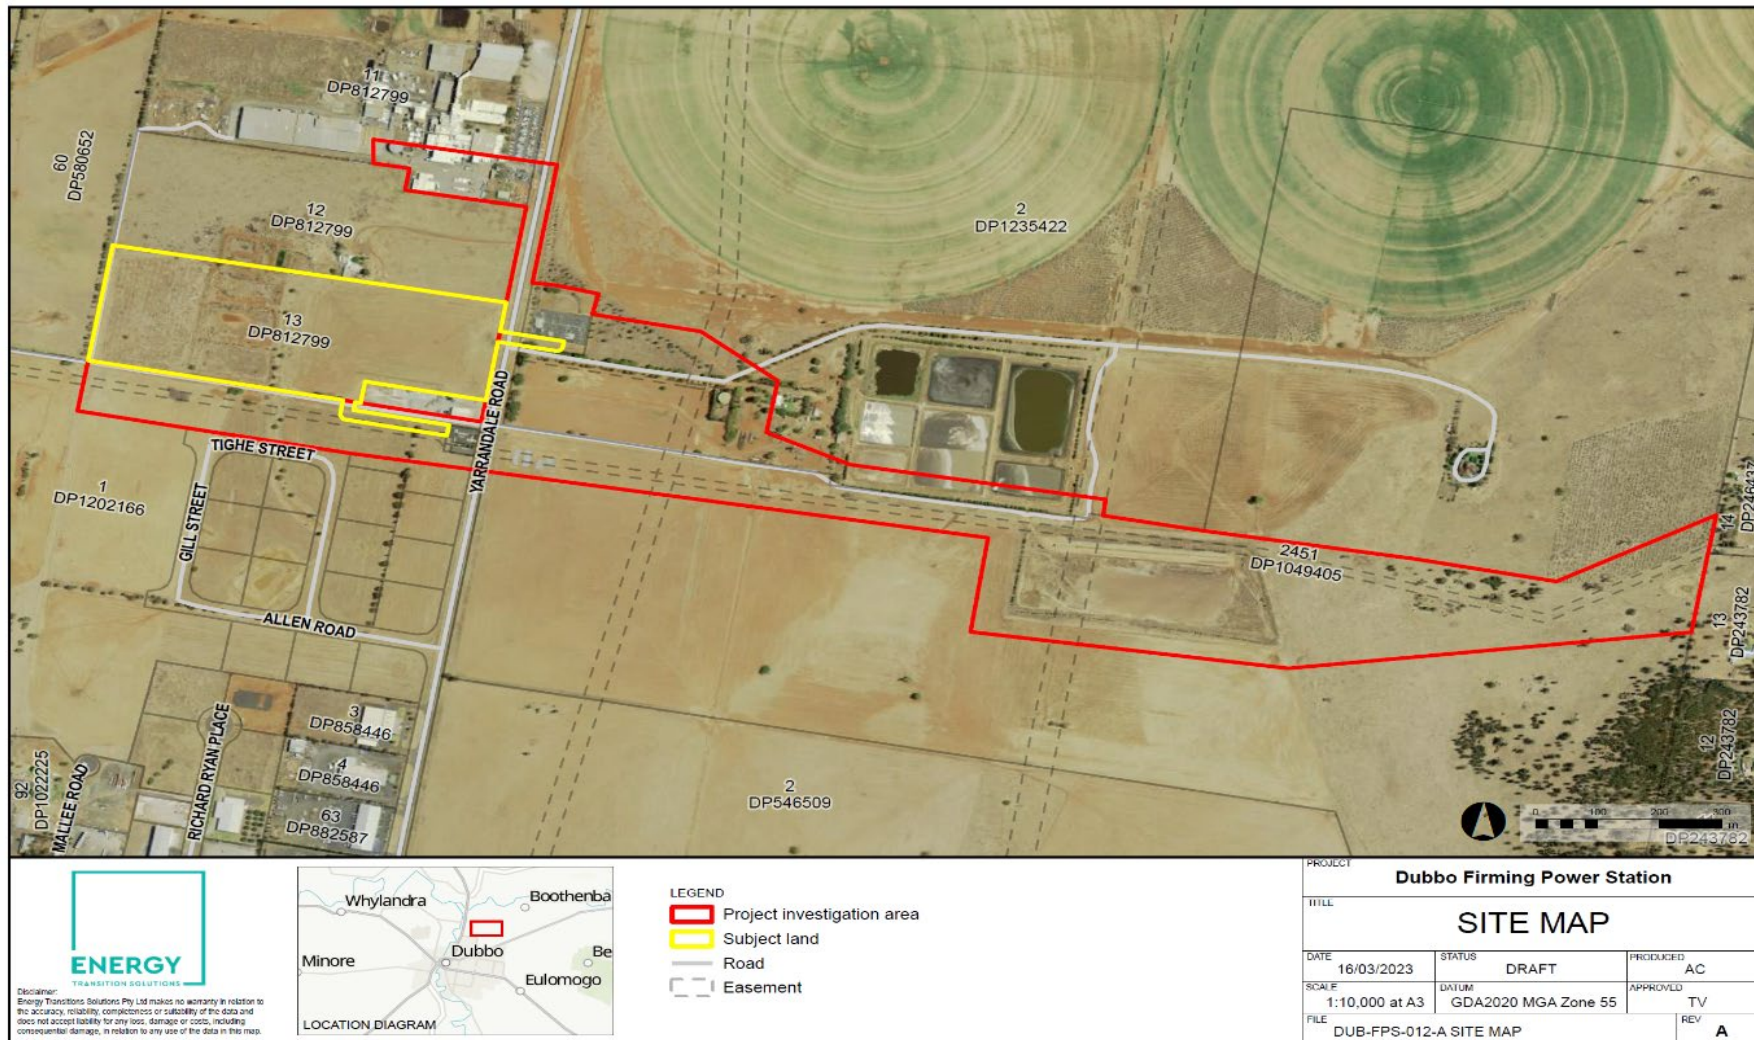 11
DP812799
60
DP580652
12
DP812799
2
DP1235422
13
DP812799
YARRANDALE ROAD
TIGHE STREET
1
DP1202166
GILL STREET
ALLEN ROAD
2451
DP1049405
14
13
DP243782
12
DP243782
3
DP858446
4
DP858446
63
DP882587
RICHARD RYAN PLACE
92
DP1022225
MALLEE ROAD
2
DP546509
0 100 200 300
m
DP243782
ENERGY
TRANSITION SOLUTIONS
Disclaimer:
Energy Transitions Solutions Pty Ltd makes no warranty in relation to
the accuracy, reliability, completeness or suitability of the data and
does not accept liability for any loss, damage or costs, including
consequential damage, in relation to any use of the data in this map.
Whylandra
Boothenba
Minore
Dubbo
Be
Eulomogo
LOCATION DIAGRAM
LEGEND
Project investigation area
Subject land
Road
Easement
PROJECT
Dubbo Firming Power Station
TITLE
SITE MAP
DATE
16/03/2023
STATUS
DRAFT
PRODUCED
AC
SCALE
1:10,000 at A3
DATUM
GDA2020 MGA Zone 55
APPROVED
TV
FILE
DUB-FPS-012-A SITE MAP
REV
A